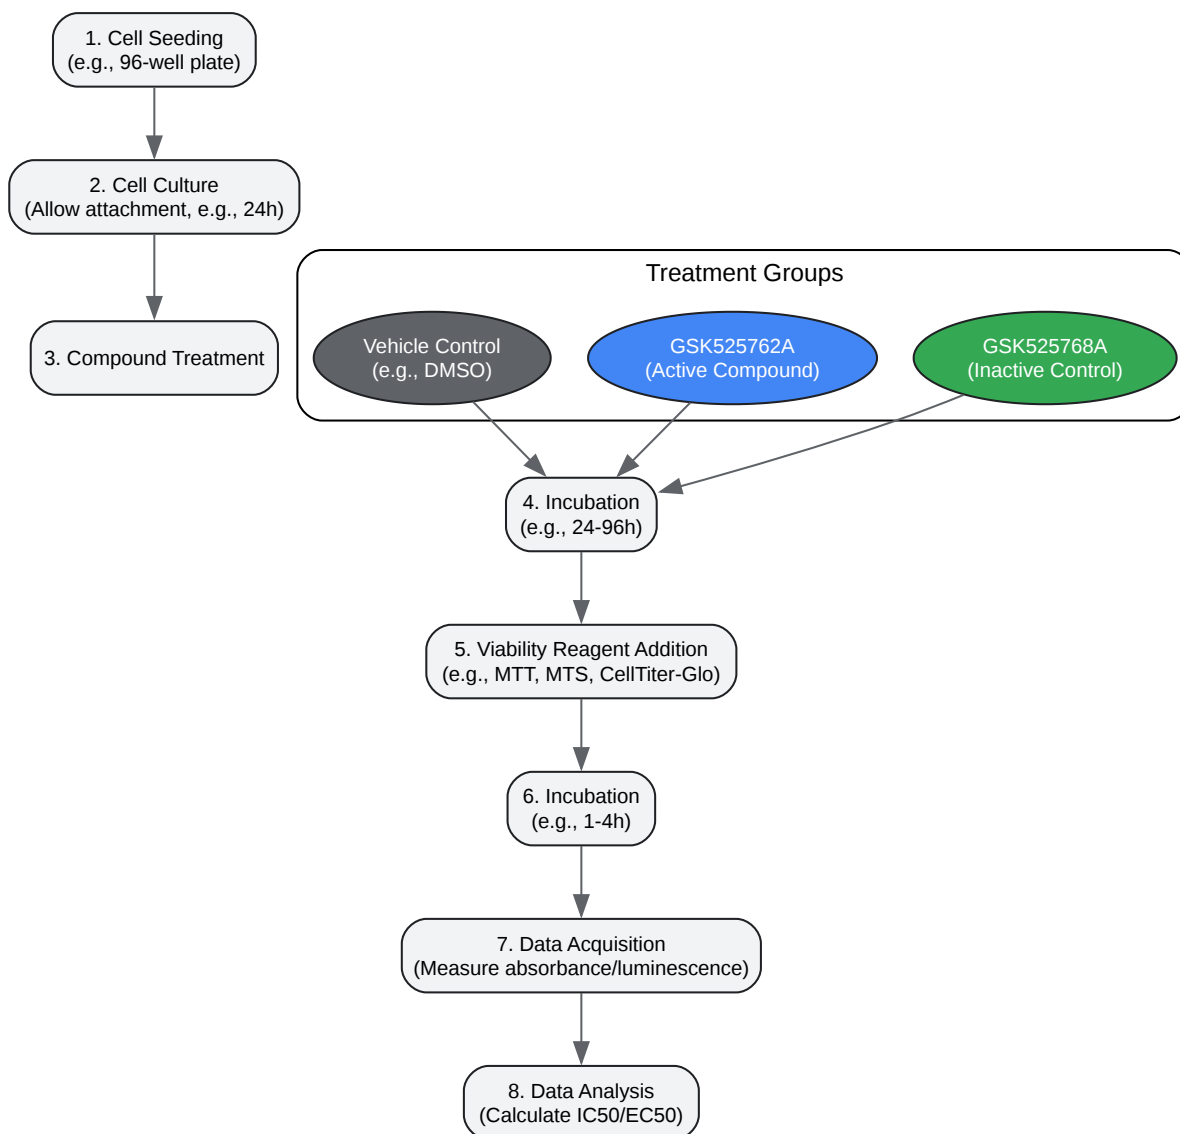 1. Cell Seeding
(e.g., 96-well plate)
2. Cell Culture
(Allow attachment, e.g., 24h)
3. Compound Treatment
Treatment Groups
Vehicle Control
(e.g., DMSO)
GSK525762A
(Active Compound)
GSK525768A
(Inactive Control)
4. Incubation
(e.g., 24-96h)
5. Viability Reagent Addition
(e.g., MTT, MTS, CellTiter-Glo)
6. Incubation
(e.g., 1-4h)
7. Data Acquisition
(Measure absorbance/luminescence)
8. Data Analysis
(Calculate IC50/EC50)